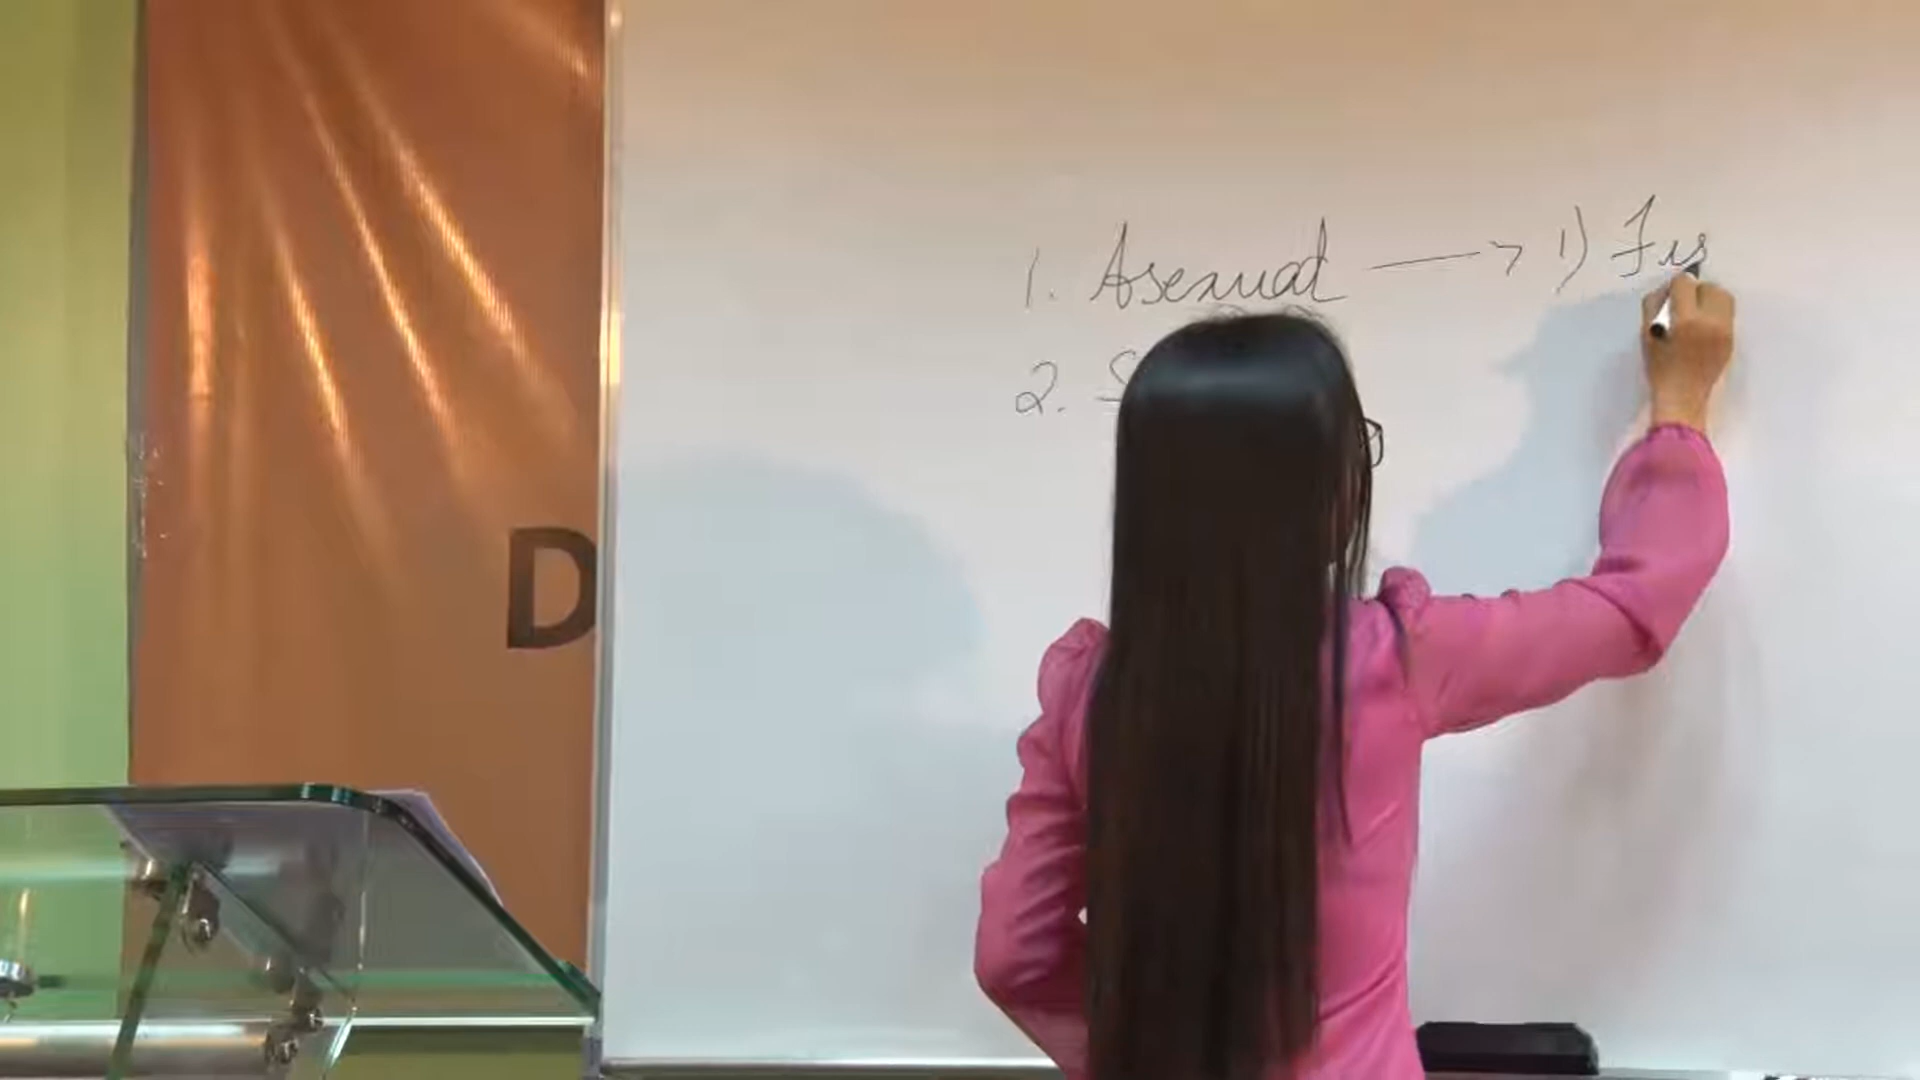 1. Asexual → 1) Fis
2. S
D